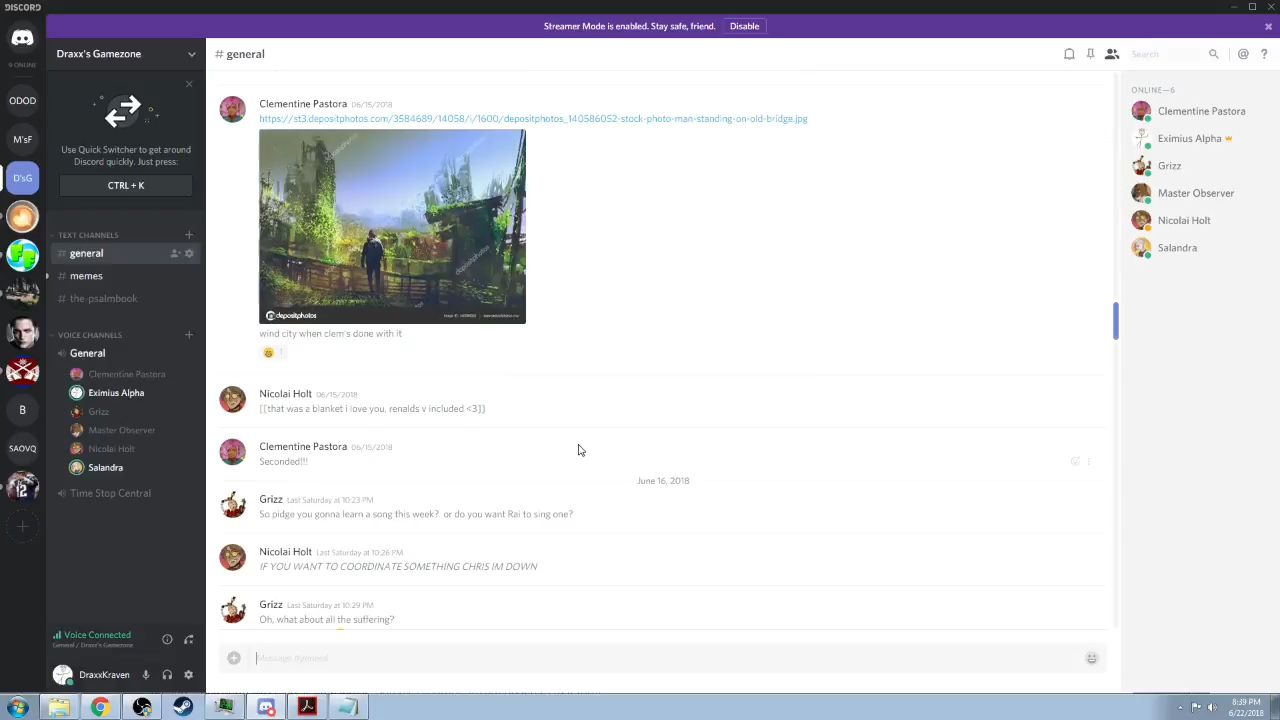 DISCORD
Streamer Mode is enabled. Stay safe, friend. Disable
Draxx's Gamezone
# general
Search
9 ONLINE
DDDD
M'sF
D'sG
B
SAOV2
Use Quick Switcher to get around
Discord quickly. Just press:
CTRL + K
TEXT CHANNELS
# general
# memes
# the-psalmbook
VOICE CHANNELS
General
Clementine Pastora
Eximius Alpha
Grizz
Master Observer
Nicolai Holt
Salandra
Time Stop Central
Voice Connected
General / Draxx's Gamezone
DraxxKraven
Clementine Pastora 06/15/2018
https://st3.depositphotos.com/3584689/14058/i/1600/depositphotos_140586052-stock-photo-man-standing-on-old-bridge.jpg
depositphotos
wind city when clem's done with it
1
Nicolai Holt 06/15/2018
[[that was a blanket i love you, renalds v included <3]]
Clementine Pastora 06/15/2018
Seconded!!!
June 16, 2018
Grizz Last Saturday at 10:23 PM
So pidge you gonna learn a song this week? or do you want Rai to sing one?
Nicolai Holt Last Saturday at 10:26 PM
IF YOU WANT TO COORDINATE SOMETHING CHRIS IM DOWN
Grizz Last Saturday at 10:29 PM
Oh, what about all the suffering?
Message #general
ONLINE—6
Clementine Pastora
Eximius Alpha
Grizz
Master Observer
Nicolai Holt
Salandra
8:39 PM
6/22/2018